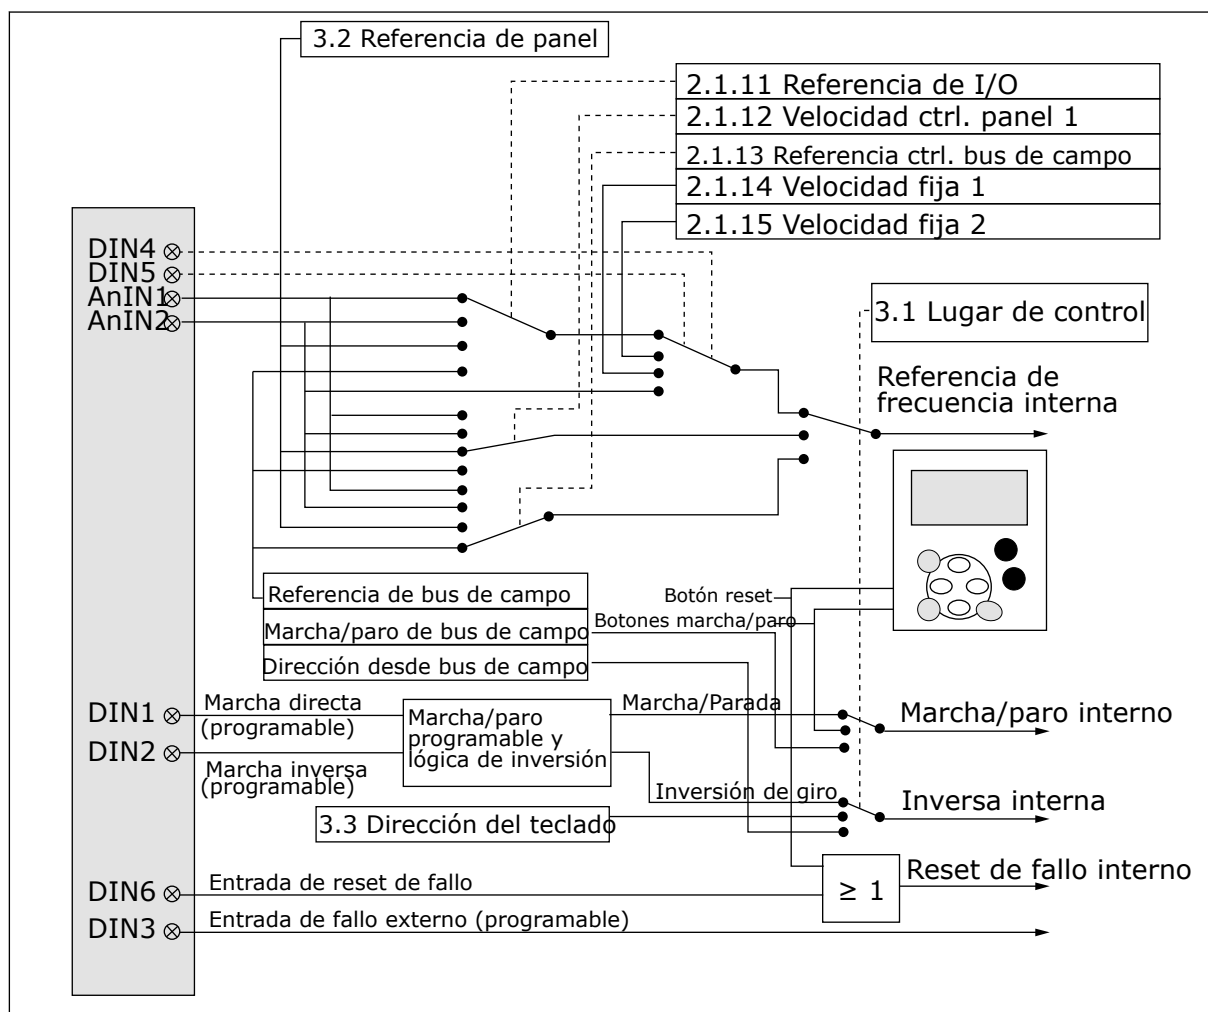 3.2 Referencia de panel
2.1.11 Referencia de I/O
2.1.12 Velocidad ctrl. panel 1
2.1.13 Referencia ctrl. bus de campo
2.1.14 Velocidad fija 1
2.1.15 Velocidad fija 2
DIN4
DIN5
AnIN1
AnIN2
3.1 Lugar de control
Referencia de
frecuencia interna
Referencia de bus de campo
Marcha/paro de bus de campo
Dirección desde bus de campo
Botón reset
Botones marcha/paro
DIN1
Marcha directa
(programable)
DIN2
Marcha inversa
(programable)
Marcha/paro
programable y
lógica de inversión
Marcha/Parada
Marcha/paro interno
Inversión de giro
Inversa interna
3.3 Dirección del teclado
DIN6
Entrada de reset de fallo
≥ 1
Reset de fallo interno
DIN3
Entrada de fallo externo (programable)